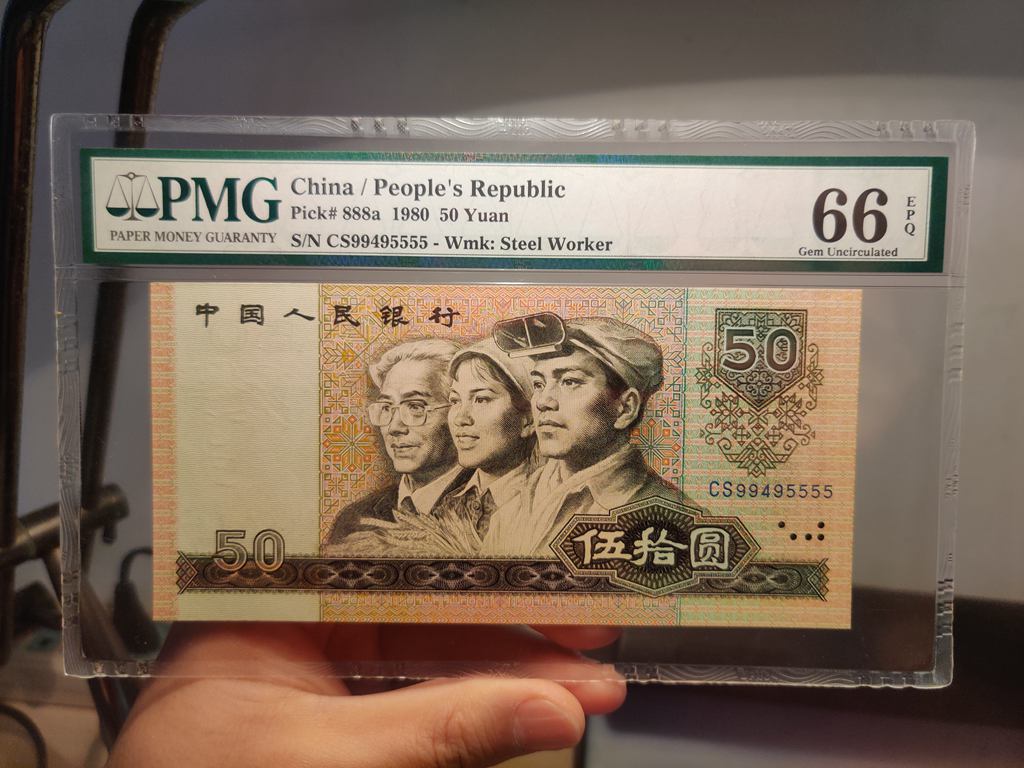 PMG
PAPER MONEY GUARANTY
China / People's Republic
Pick# 888a 1980 50 Yuan
S/N CS99495555 - Wmk: Steel Worker
66
EPQ
Gem Uncirculated
中国人民银行
50
CS99495555
50
伍拾圆